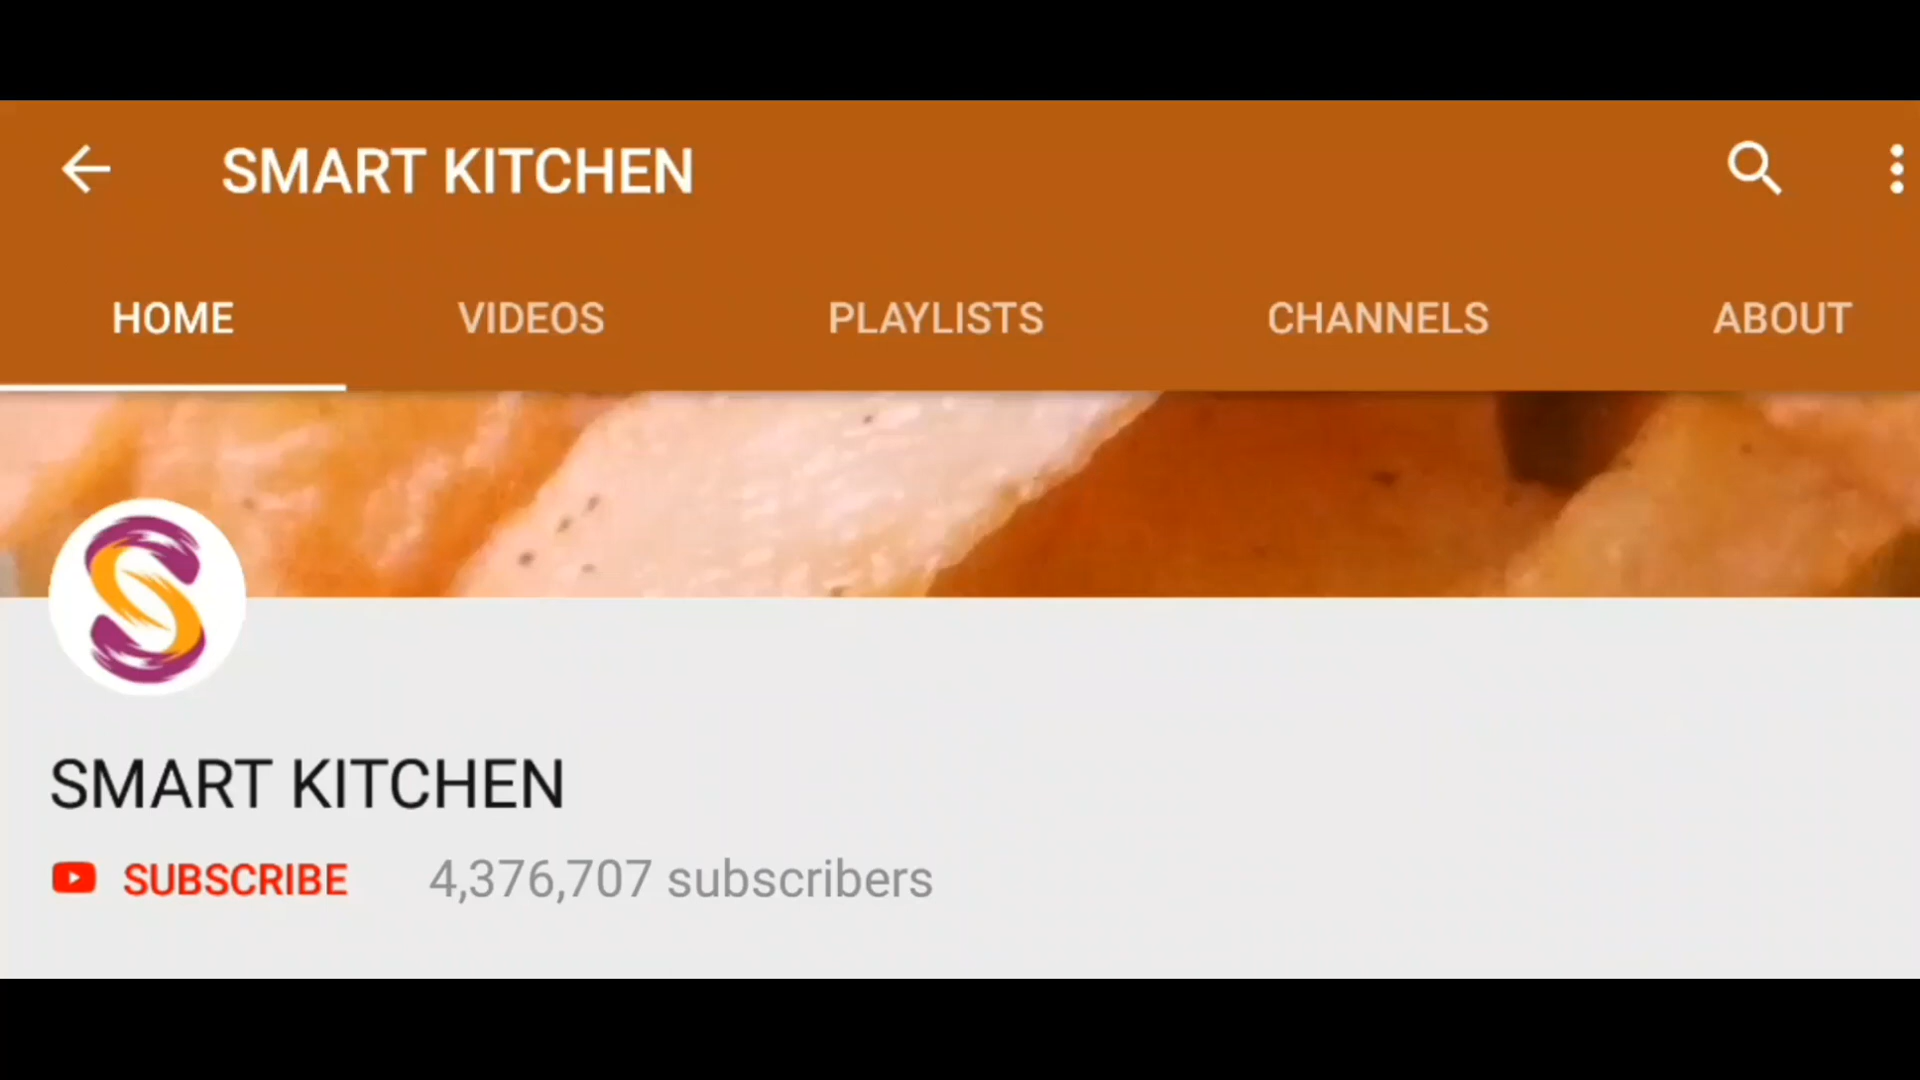 SMART KITCHEN
HOME VIDEOS PLAYLISTS CHANNELS ABOUT
SMART KITCHEN
SUBSCRIBE 4,376,707 subscribers